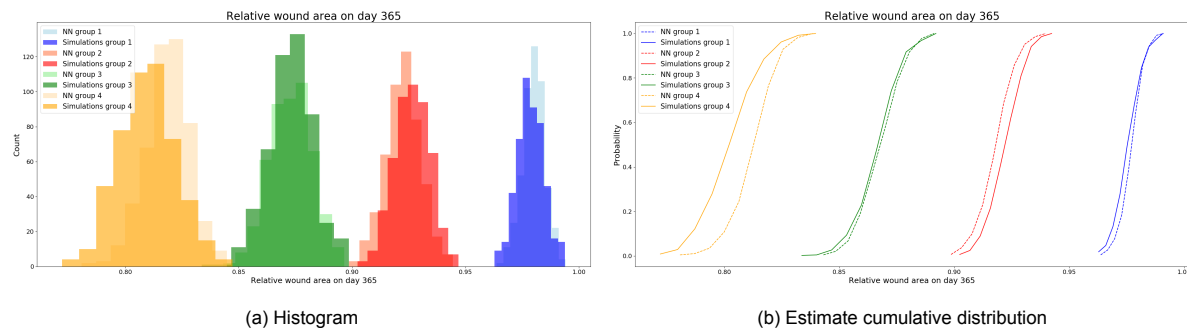 Relative wound area on day 365
NN group 1
Simulations group 1
NN group 2
Simulations group 2
NN group 3
Simulations group 3
NN group 4
Simulations group 4
Count
120
100
80
60
40
20
0
0.80
0.85
0.90
0.95
1.00
Relative wound area on day 365
(a) Histogram
Relative wound area on day 365
NN group 1
Simulations group 1
NN group 2
Simulations group 2
NN group 3
Simulations group 3
NN group 4
Simulations group 4
Probability
1.0
0.8
0.6
0.4
0.2
0.0
0.80
0.85
0.90
0.95
1.0
Relative wound area on day 365
(b) Estimate cumulative distribution